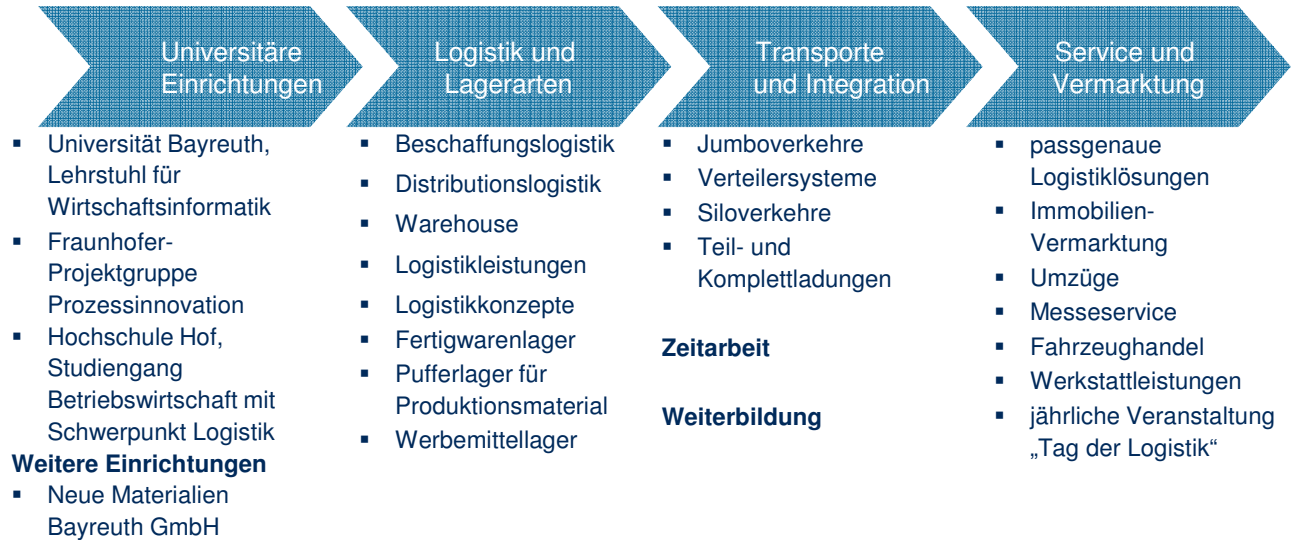 Universitäre
Einrichtungen
▪ Universität Bayreuth,
Lehrstuhl für
Wirtschaftsinformatik
▪ Fraunhofer-
Projektgruppe
Prozessinnovation
▪ Hochschule Hof,
Studiengang
Betriebswirtschaft mit
Schwerpunkt Logistik
Weitere Einrichtungen
▪ Neue Materialien
Bayreuth GmbH
Logistik und
Lagerarten
▪ Beschaffungslogistik
▪ Distributionslogistik
▪ Warehouse
▪ Logistikleistungen
▪ Logistikkonzepte
▪ Fertigwarenlager
▪ Pufferlager für
Produktionsmaterial
▪ Werbemittellager
Transporte
und Integration
▪ Jumboverkehre
▪ Verteilersysteme
▪ Siloverkehre
▪ Teil- und
Komplettladungen
Zeitarbeit
Weiterbildung
Service und
Vermarktung
▪ passgenaue
Logistiklösungen
▪ Immobilien-
Vermarktung
▪ Umzüge
▪ Messeservice
▪ Fahrzeughandel
▪ Werkstattleistungen
▪ jährliche Veranstaltung
„Tag der Logistik“